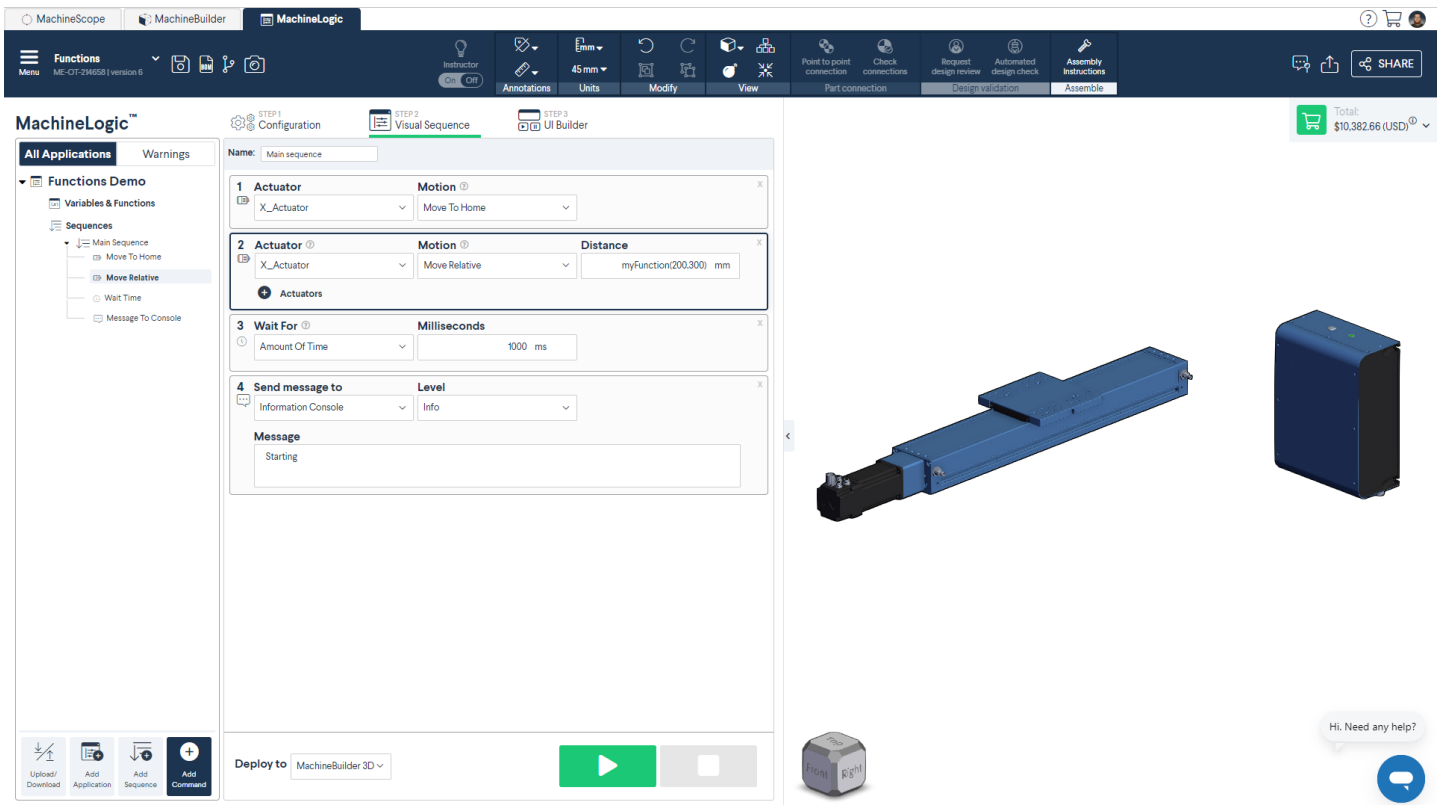 MachineScope
MachineBuilder
MachineLogic
?
Menu
Functions
ME-OT-214658 | version 6
BOM
Instructor
On Off
Annotations
mm
45 mm
Units
Modify
View
Point to point
connection
Check
connections
Part connection
Request
design review
Automated
design check
Design validation
Assembly
Instructions
Assemble
SHARE
MachineLogic™
All Applications
Warnings
Functions Demo
Variables & Functions
Sequences
Main Sequence
Move To Home
Move Relative
Wait Time
Message To Console
Upload/
Download
Add
Application
Add
Sequence
Add
Command
STEP 1
Configuration
STEP 2
Visual Sequence
STEP 3
UI Builder
Name: Main sequence
1 Actuator Motion ? x
X_Actuator Move To Home
2 Actuator ? Motion ? Distance x
X_Actuator Move Relative myFunction(200,300) mm
+ Actuators
3 Wait For ? Milliseconds x
Amount Of Time 1000 ms
4 Send message to Level x
Information Console Info
Message
Starting
Deploy to MachineBuilder 3D
Total:
$10,382.66 (USD)
TOP
Front
Right
Hi. Need any help?